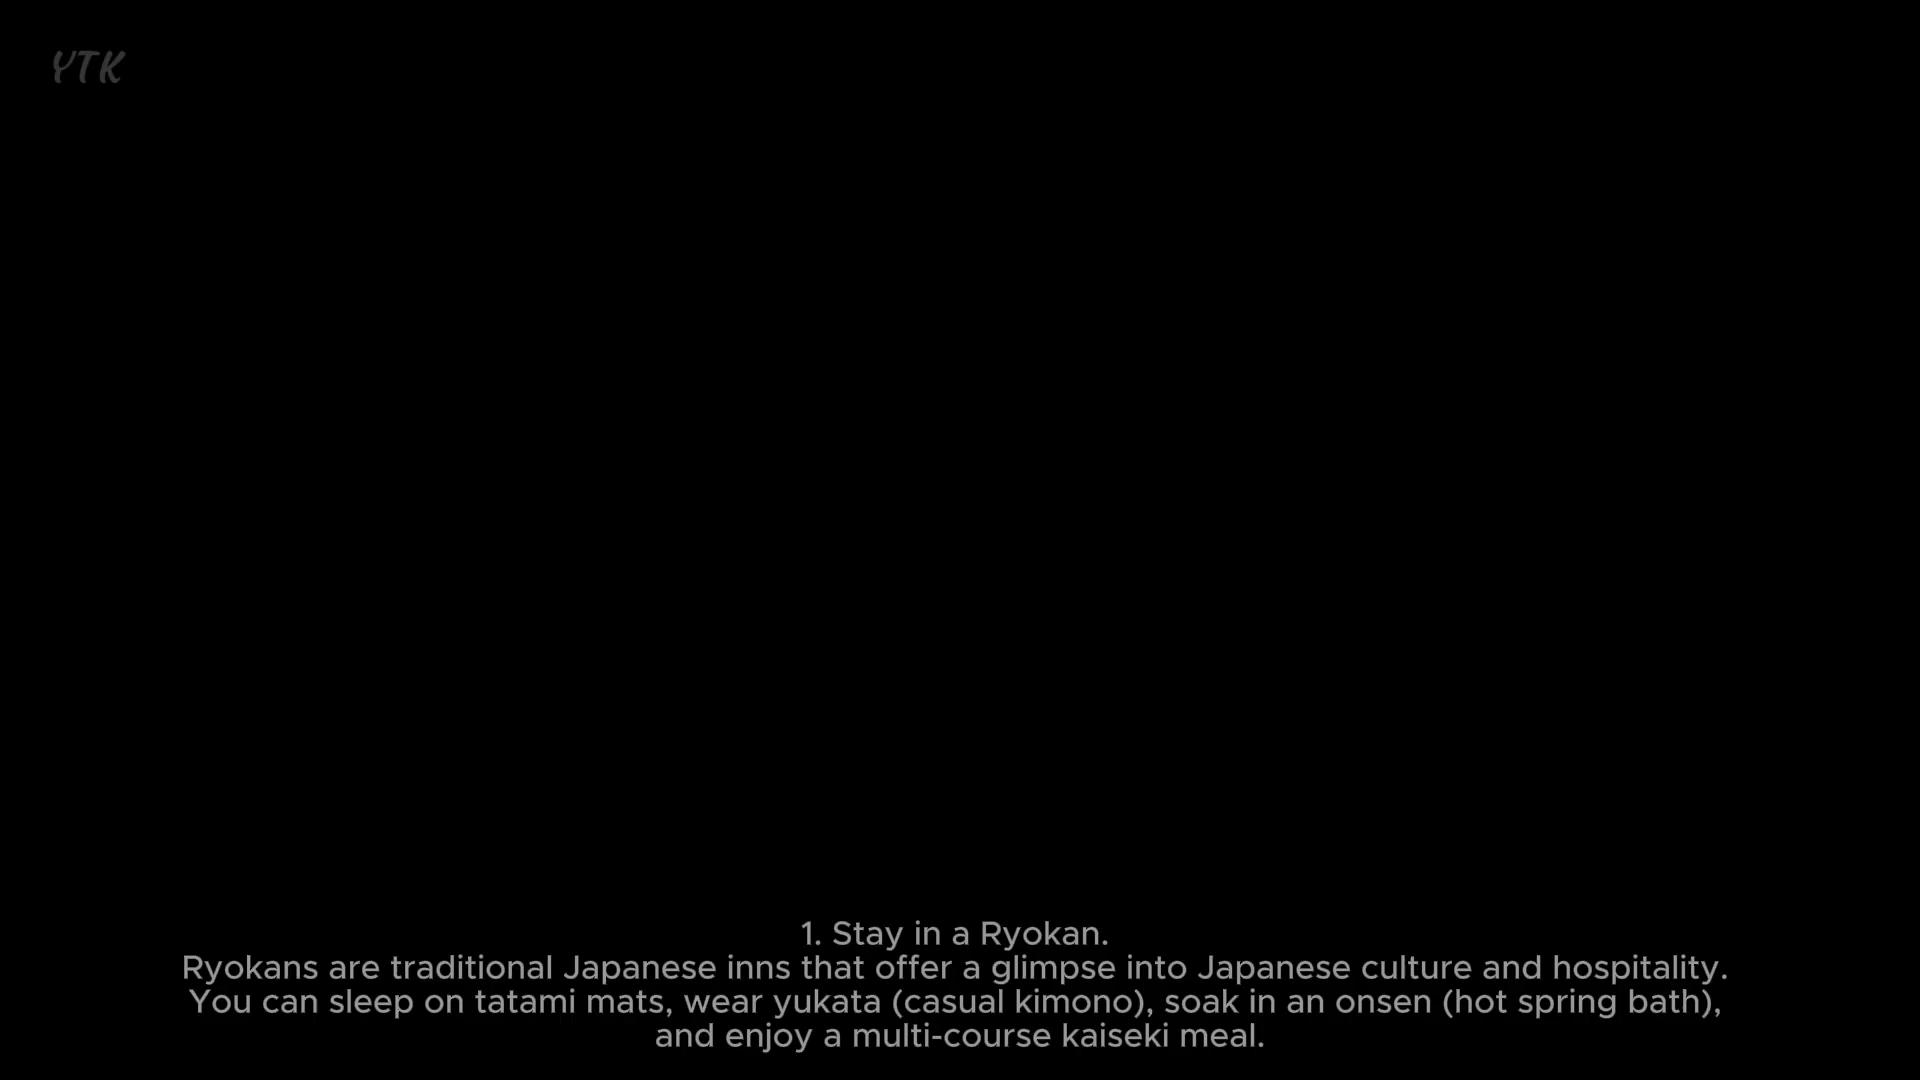 YTK
1. Stay in a Ryokan.
Ryokans are traditional Japanese inns that offer a glimpse into Japanese culture and hospitality.
You can sleep on tatami mats, wear yukata (casual kimono), soak in an onsen (hot spring bath),
and enjoy a multi-course kaiseki meal.